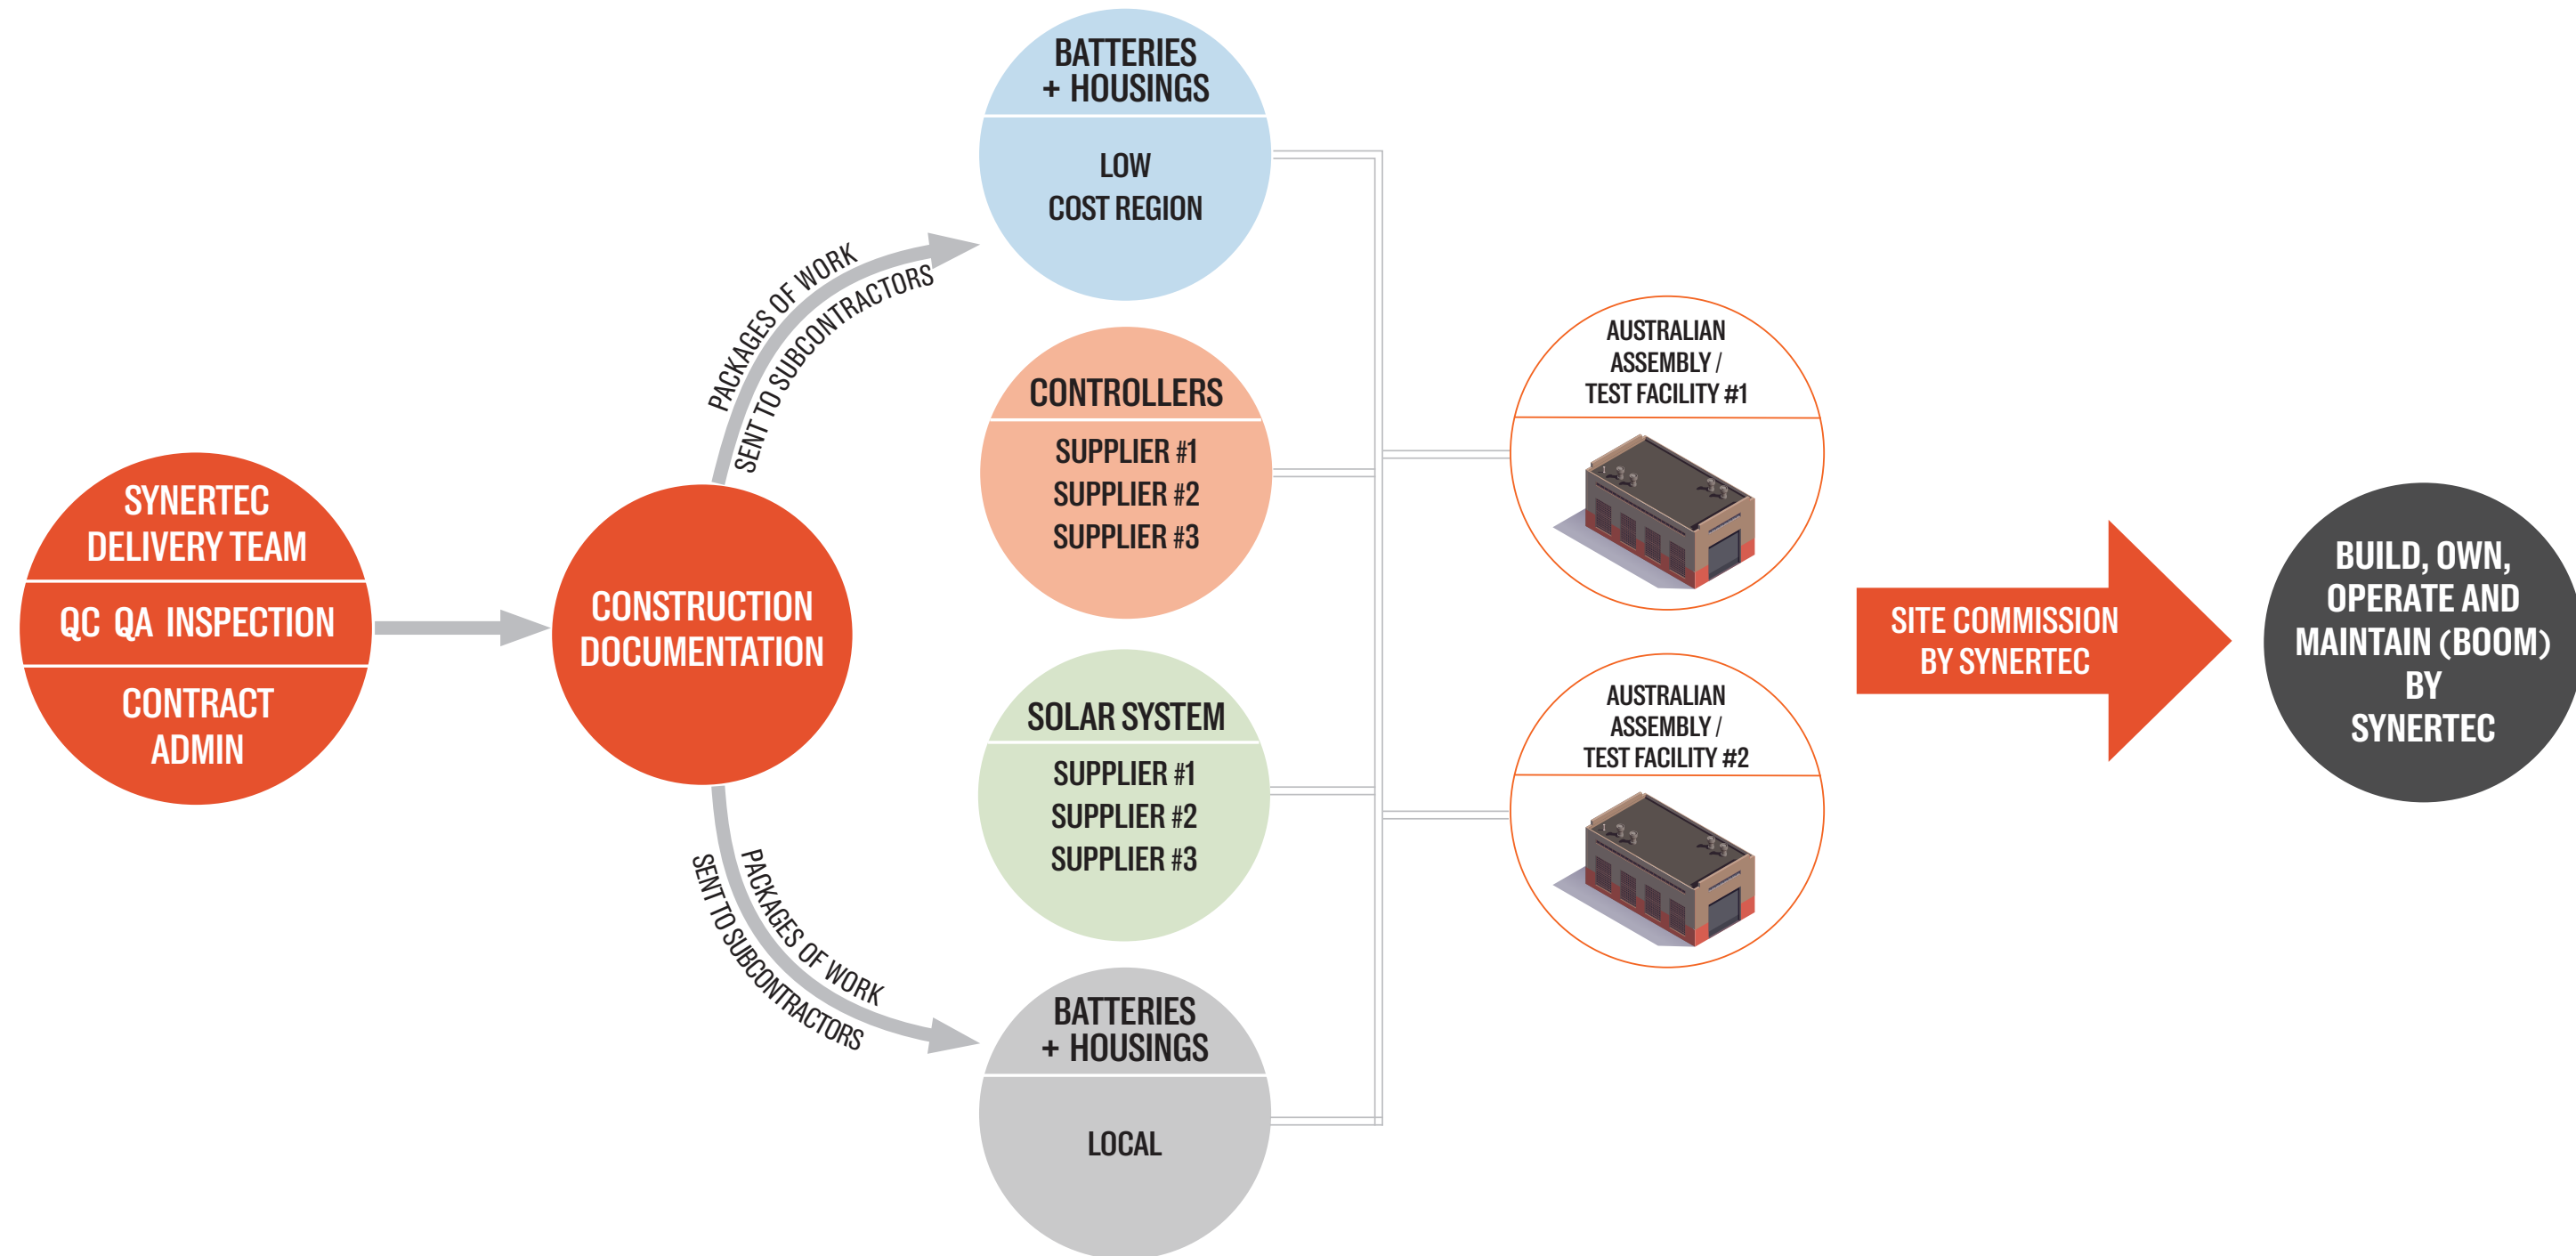 SYNERTEC
DELIVERY TEAM
QC QA INSPECTION
CONTRACT
ADMIN
CONSTRUCTION
DOCUMENTATION
PACKAGES OF WORK
SENT TO SUBCONTRACTORS
PACKAGES OF WORK
SENT TO SUBCONTRACTORS
BATTERIES
+ HOUSINGS
LOW
COST REGION
CONTROLLERS
SUPPLIER #1
SUPPLIER #2
SUPPLIER #3
SOLAR SYSTEM
SUPPLIER #1
SUPPLIER #2
SUPPLIER #3
BATTERIES
+ HOUSINGS
LOCAL
AUSTRALIAN
ASSEMBLY /
TEST FACILITY #1
AUSTRALIAN
ASSEMBLY /
TEST FACILITY #2
SITE COMMISSION
BY SYNERTEC
BUILD, OWN,
OPERATE AND
MAINTAIN (BOOM)
BY
SYNERTEC